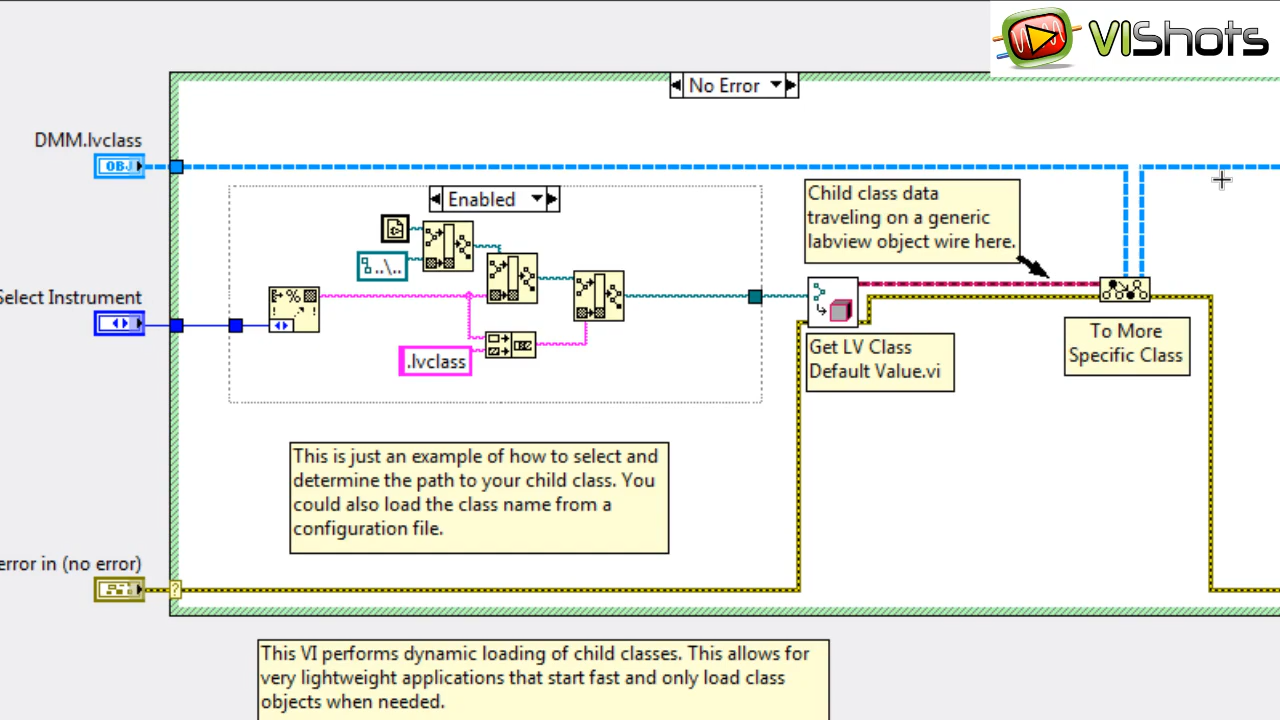 VIShots
No Error
DMM.lvclass
OBJ
Enabled
Child class data
traveling on a generic
labview object wire here.
..\..
%
Select Instrument
.lvclass
To More
Specific Class
Get LV Class
Default Value.vi
This is just an example of how to select and
determine the path to your child class. You
could also load the class name from a
configuration file.
error in (no error)
?
This VI performs dynamic loading of child classes. This allows for
very lightweight applications that start fast and only load class
objects when needed.